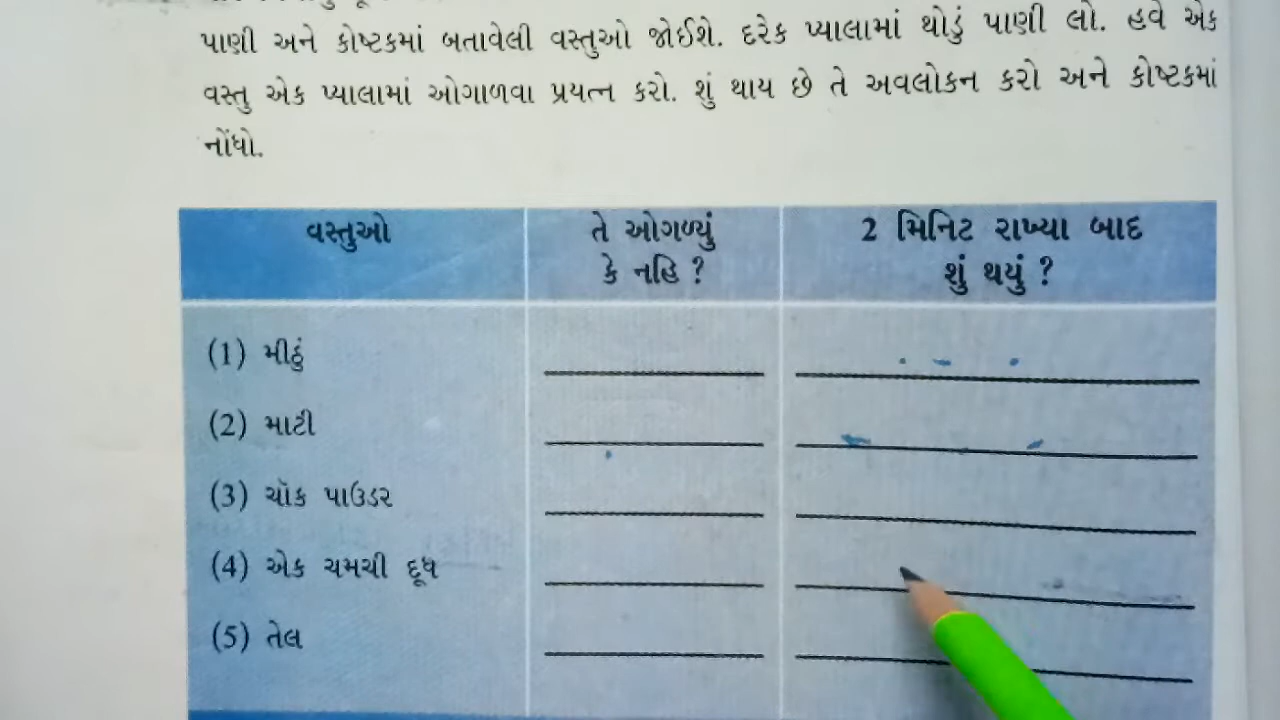 પાણી અને કોષ્ટકમાં બતાવેલી વસ્તુઓ જોઈશે. દરેક પ્યાલામાં થોડું પાણી લો. હવે એક
વસ્તુ એક પ્યાલામાં ઓગાળવા પ્રયત્ન કરો. શું થાય છે તે અવલોકન કરો અને કોષ્ટકમાં
નોંધો.
વસ્તુઓ
તે ઓગળ્યું
કે નહિ ?
2 મિનિટ રાખ્યા બાદ
શું થયું ?
(1) મીઠું
(2) માટી
(3) ચૉક પાઉડર
(4) એક ચમચી દૂધ
(5) તેલ